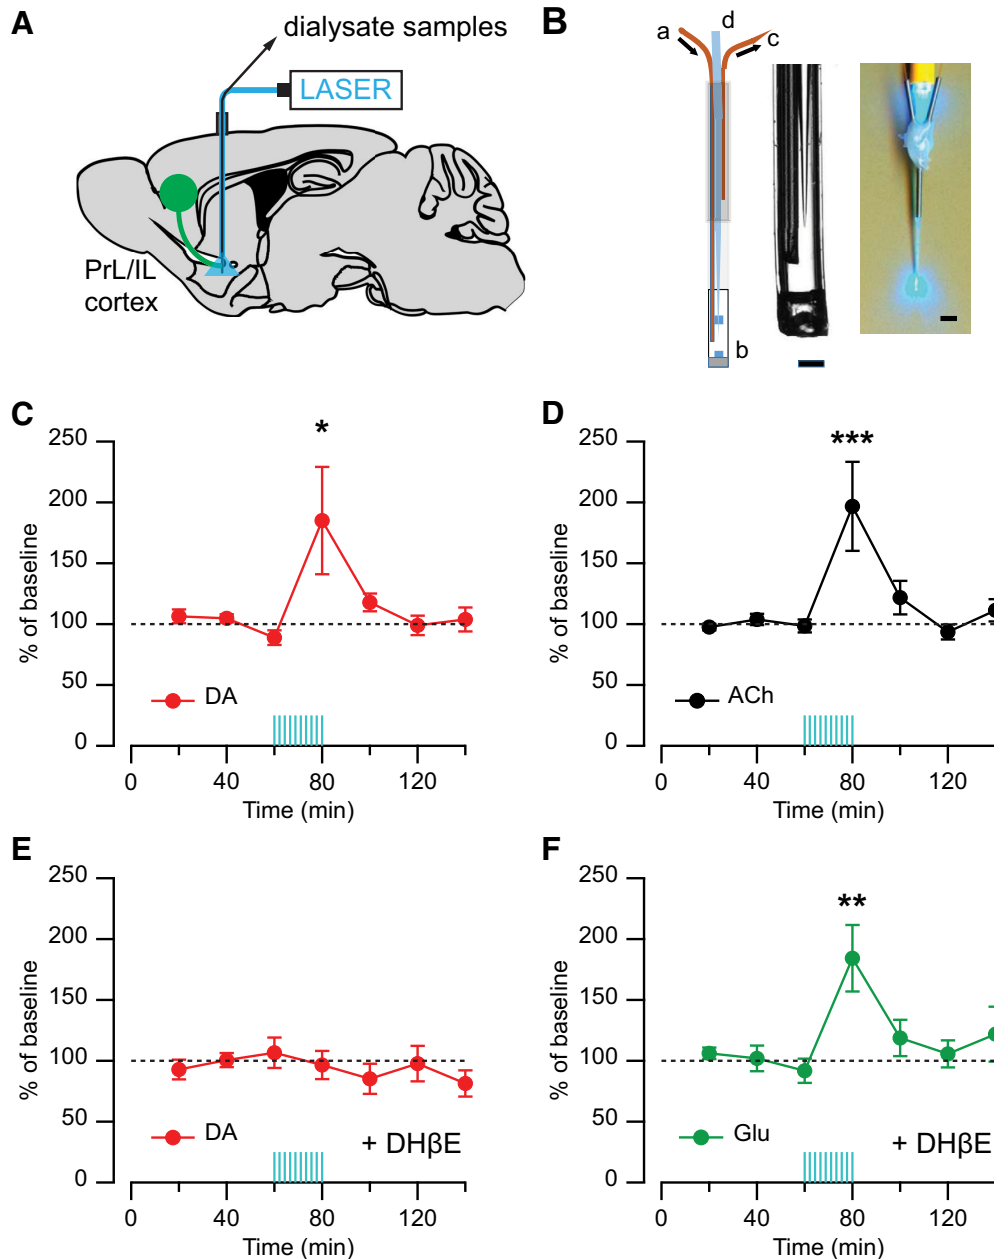 A
dialysate samples
LASER
PrL/IL
cortex
B
a
d
c
b
C
*
250
200
150
100
50
0
% of baseline
DA
0
40
80
120
Time (min)
D
***
250
200
150
100
50
0
% of baseline
ACh
0
40
80
120
Time (min)
E
250
200
150
100
50
0
% of baseline
DA
+ DHβE
0
40
80
120
Time (min)
F
**
250
200
150
100
50
0
% of baseline
Glu
+ DHβE
0
40
80
120
Time (min)